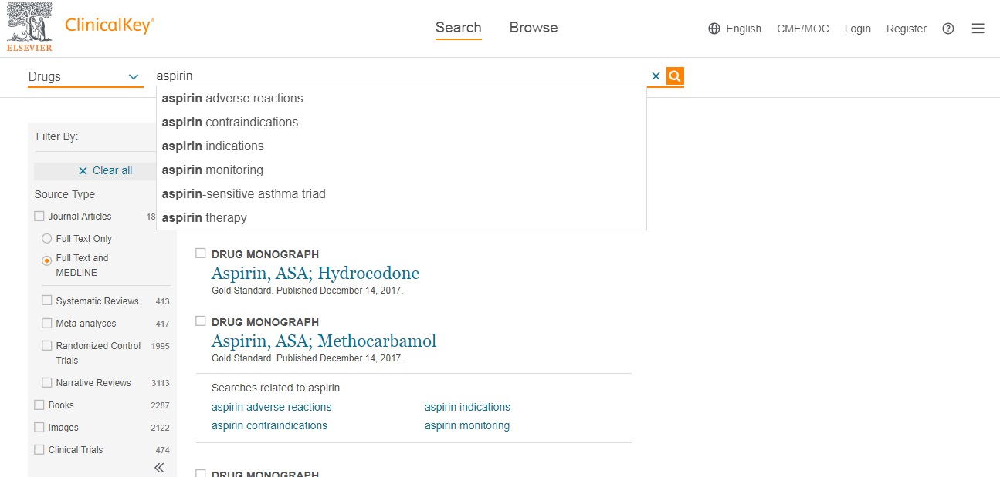 ClinicalKey®
ELSEVIER
Search
Browse
English
CME/MOC
Login
Register
Drugs
aspirin
aspirin adverse reactions
aspirin contraindications
aspirin indications
aspirin monitoring
aspirin-sensitive asthma triad
aspirin therapy
Filter By:
Clear all
Source Type
Journal Articles 18
Full Text Only
Full Text and
MEDLINE
Systematic Reviews 413
Meta-analyses 417
Randomized Control 1995
Trials
Narrative Reviews 3113
Books 2287
Images 2122
Clinical Trials 474
DRUG MONOGRAPH
Aspirin, ASA; Hydrocodone
Gold Standard. Published December 14, 2017.
DRUG MONOGRAPH
Aspirin, ASA; Methocarbamol
Gold Standard. Published December 14, 2017.
Searches related to aspirin
aspirin adverse reactions
aspirin indications
aspirin contraindications
aspirin monitoring
DRUG MONOGRAPH